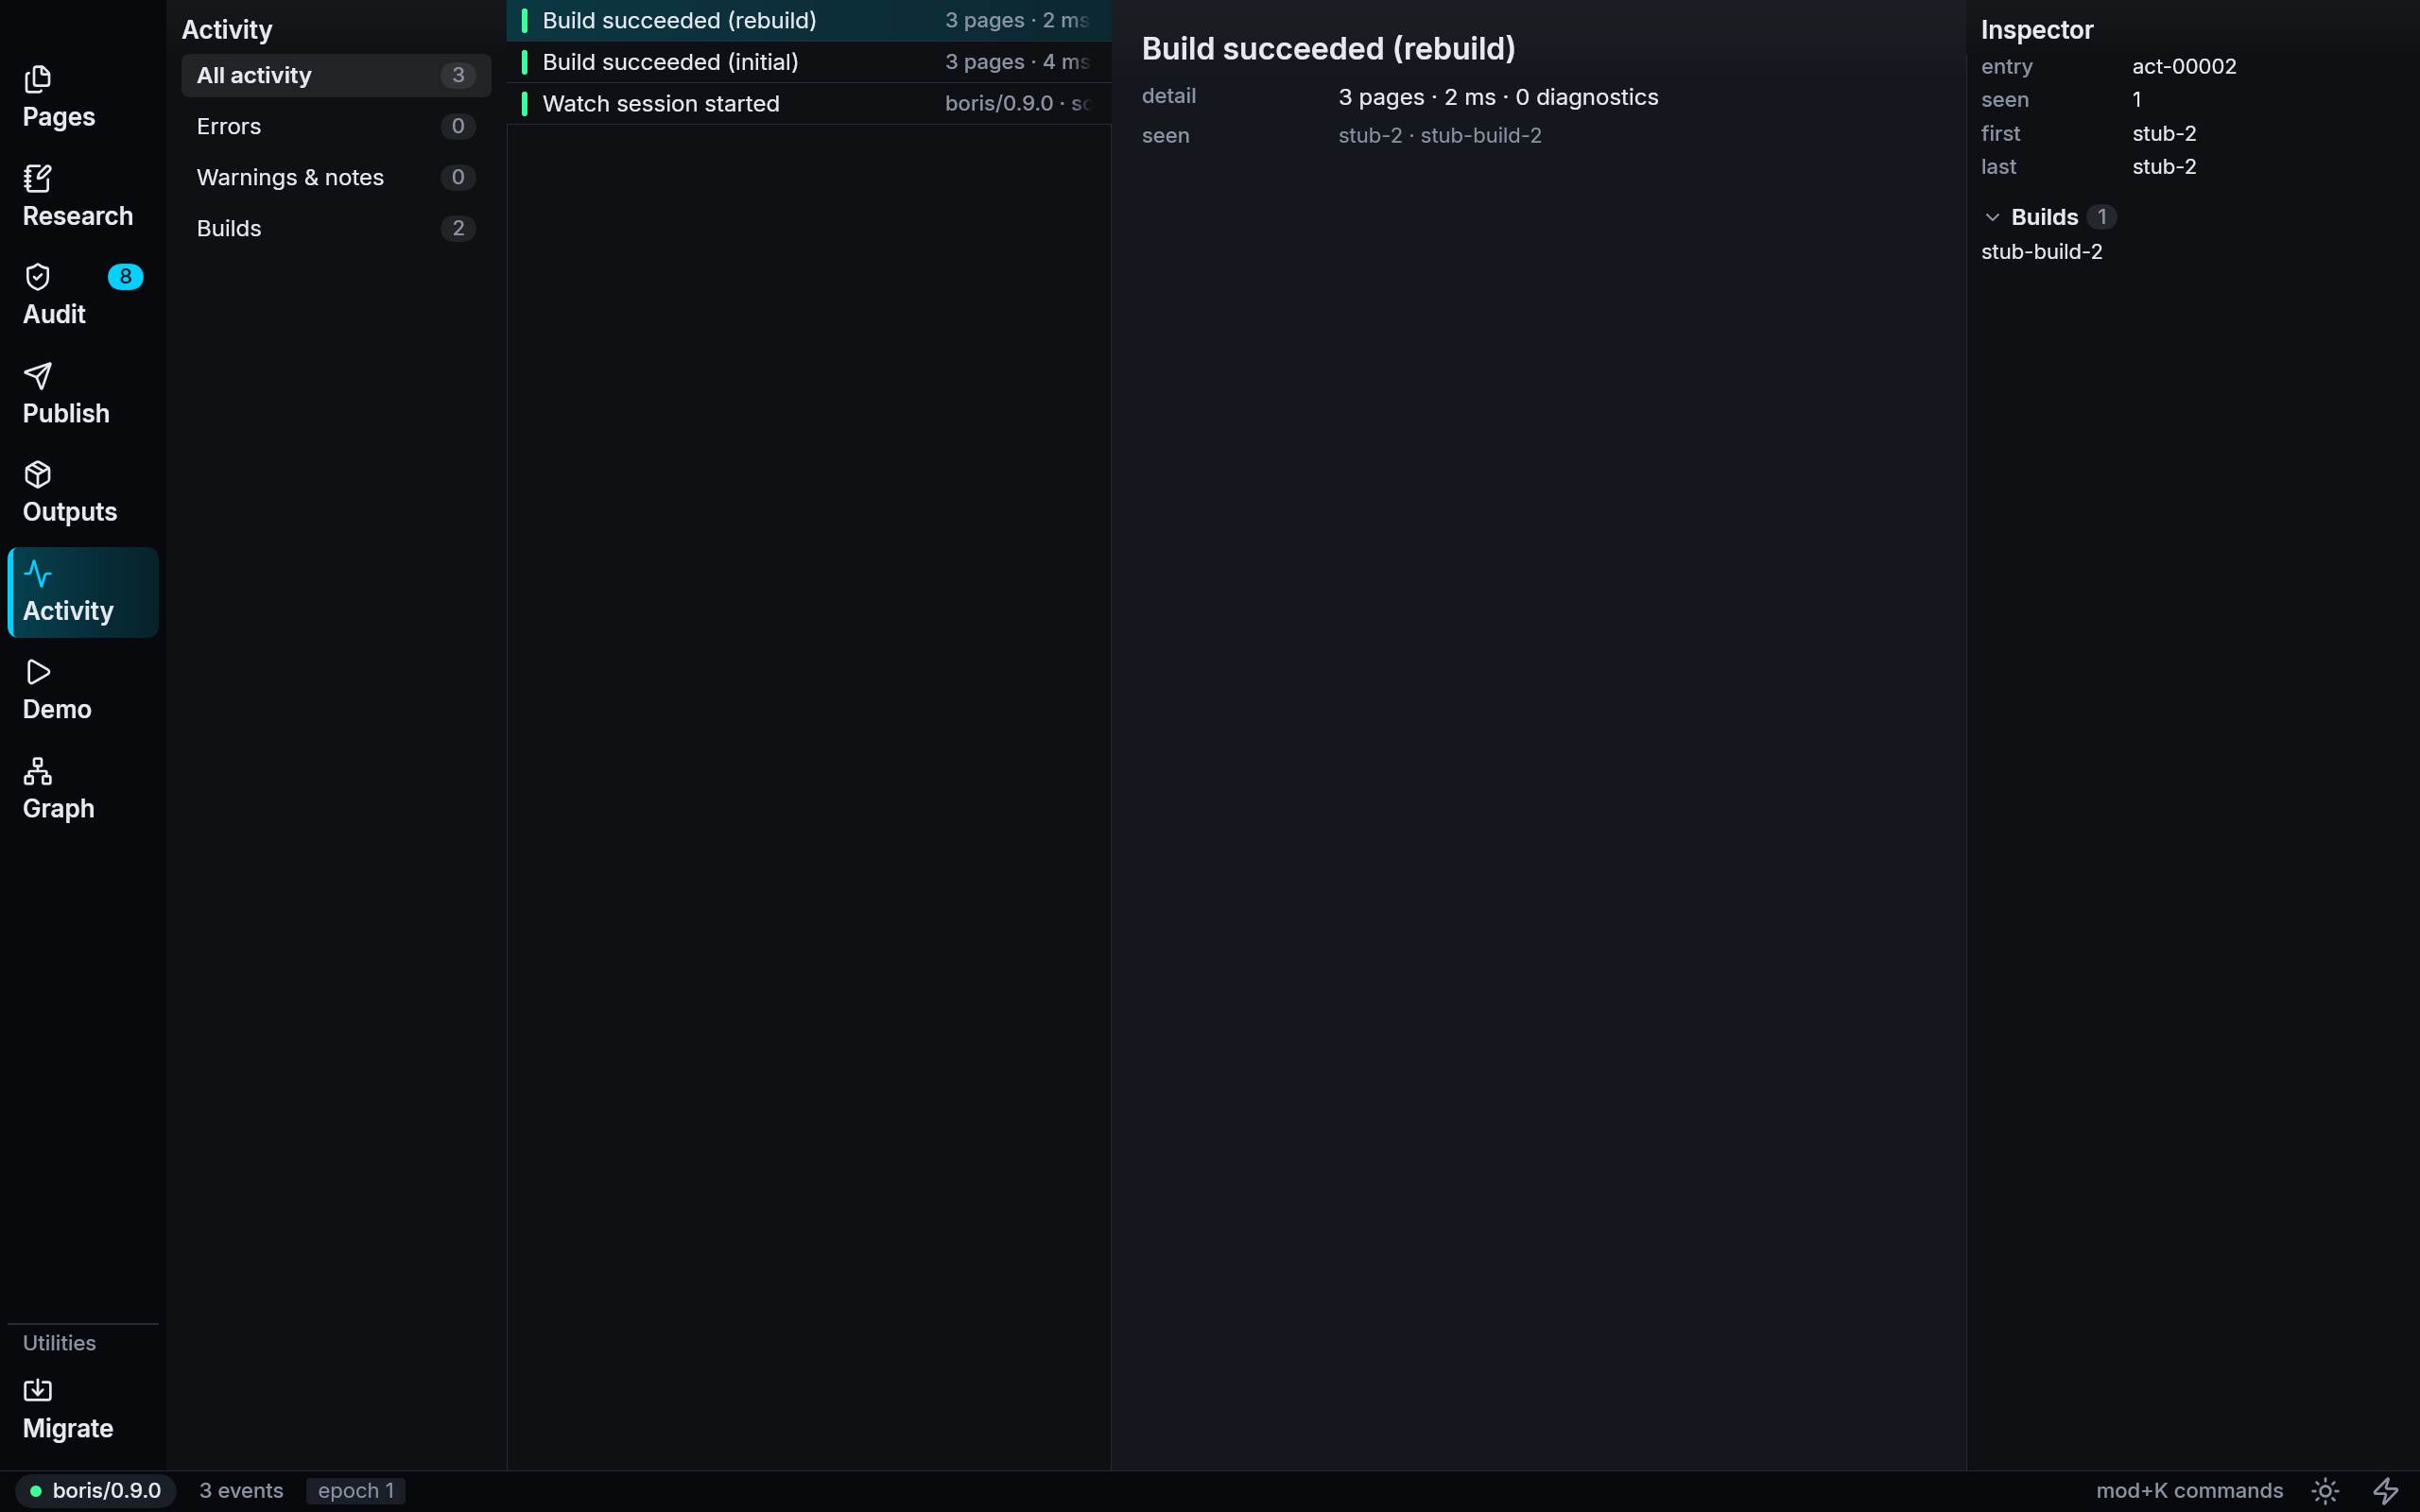 Pages
Research
Audit 8
Publish
Outputs
Activity
Demo
Graph
Utilities
Migrate
Activity
All activity 3
Errors 0
Warnings & notes 0
Builds 2
Build succeeded (rebuild) 3 pages · 2 ms
Build succeeded (initial) 3 pages · 4 ms
Watch session started boris/0.9.0 ·
Build succeeded (rebuild)
detail 3 pages · 2 ms · 0 diagnostics
seen stub-2 · stub-build-2
Inspector
entry act-00002
seen 1
first stub-2
last stub-2
Builds 1
stub-build-2
boris/0.9.0 3 events epoch 1 mod+K commands